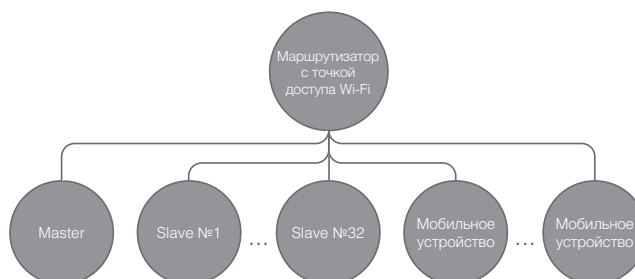 Маршрутизатор
с точкой
доступа Wi-Fi
Master
Slave №1
...
Slave №32
Мобильное
устройство
...
Мобильное
устройство